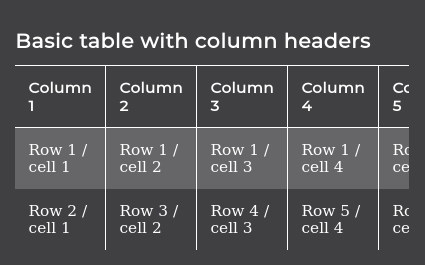 Basic table with column headers
Column 1 Column 2 Column 3 Column 4 5
Row 1 / cell 1 Row 1 / cell 2 Row 1 / cell 3 Row 1 / cell 4
Row 2 / cell 1 Row 3 / cell 2 Row 4 / cell 3 Row 5 / cell 4